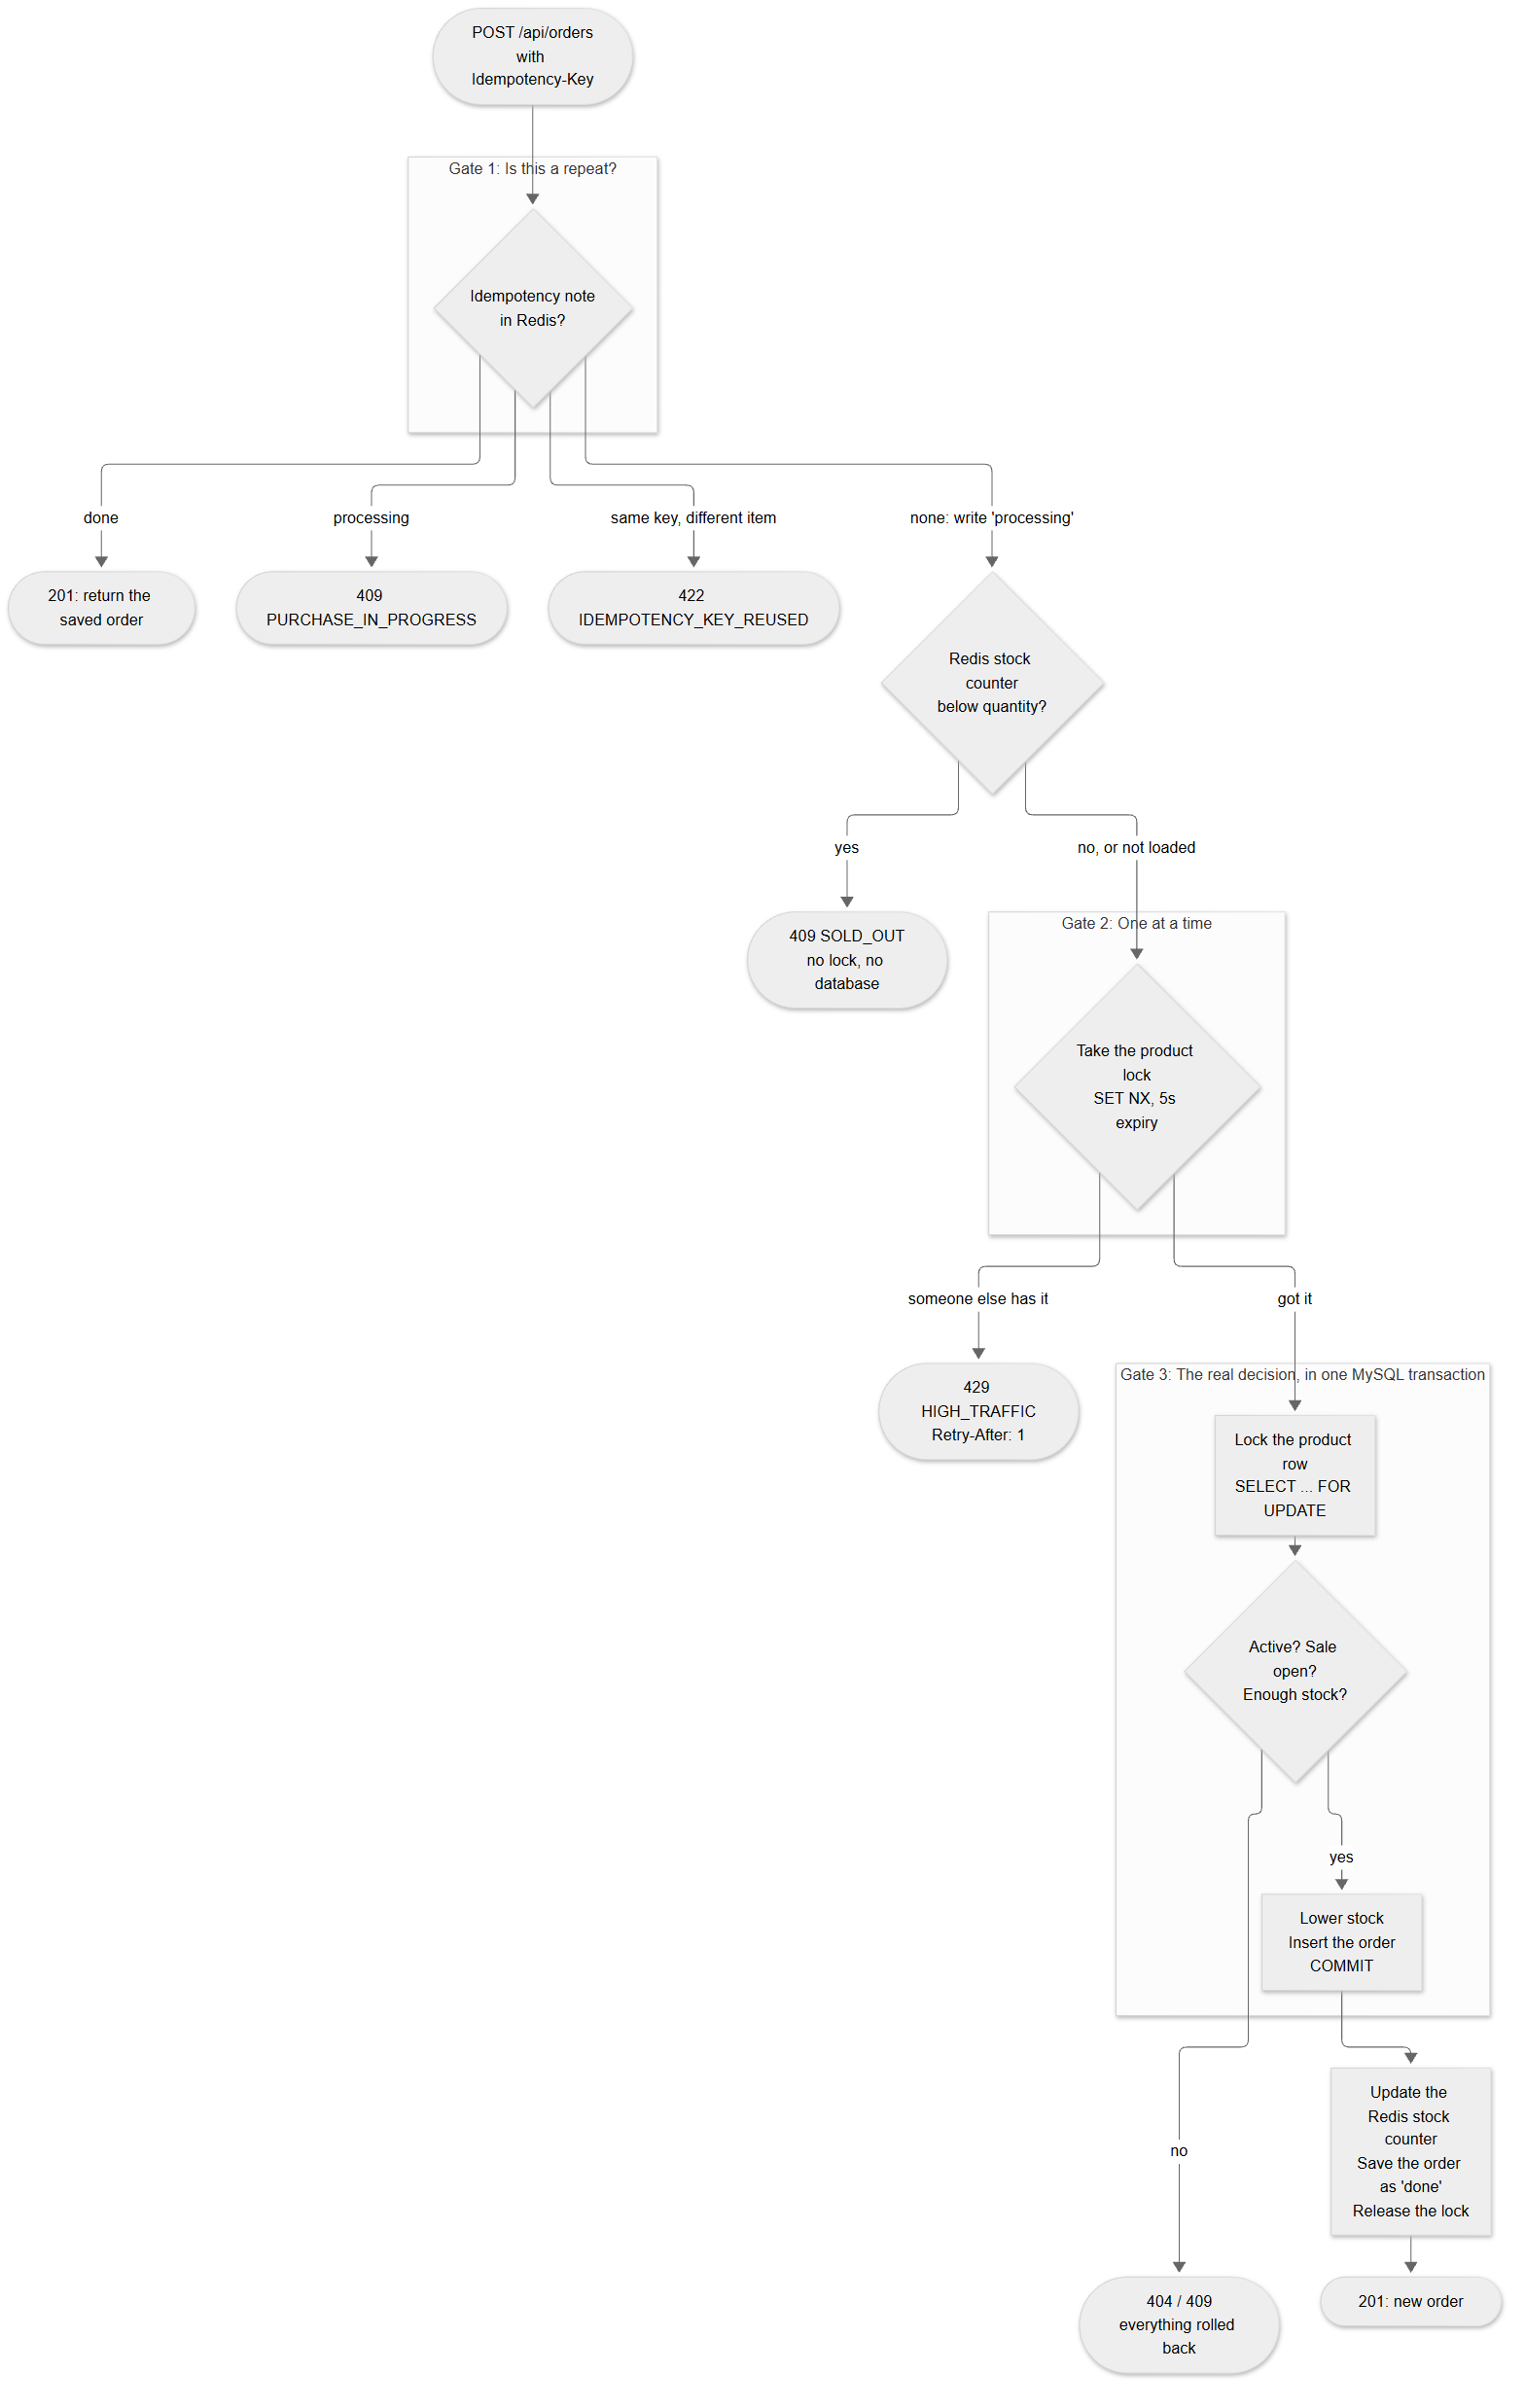 POST /api/orders
with
Idempotency-Key
Gate 1: Is this a repeat?
Idempotency note
in Redis?
done
processing
same key, different item
none: write 'processing'
201: return the
saved order
409
PURCHASE_IN_PROGRESS
422
IDEMPOTENCY_KEY_REUSED
Redis stock
counter
below quantity?
yes
no, or not loaded
409 SOLD_OUT
no lock, no
database
Gate 2: One at a time
Take the product
lock
SET NX, 5s
expiry
someone else has it
got it
429
HIGH_TRAFFIC
Retry-After: 1
Gate 3: The real decision, in one MySQL transaction
Lock the product
row
SELECT ... FOR
UPDATE
Active? Sale
open?
Enough stock?
yes
Lower stock
Insert the order
COMMIT
no
Update the
Redis stock
counter
Save the order
as 'done'
Release the lock
404 / 409
everything rolled
back
201: new order